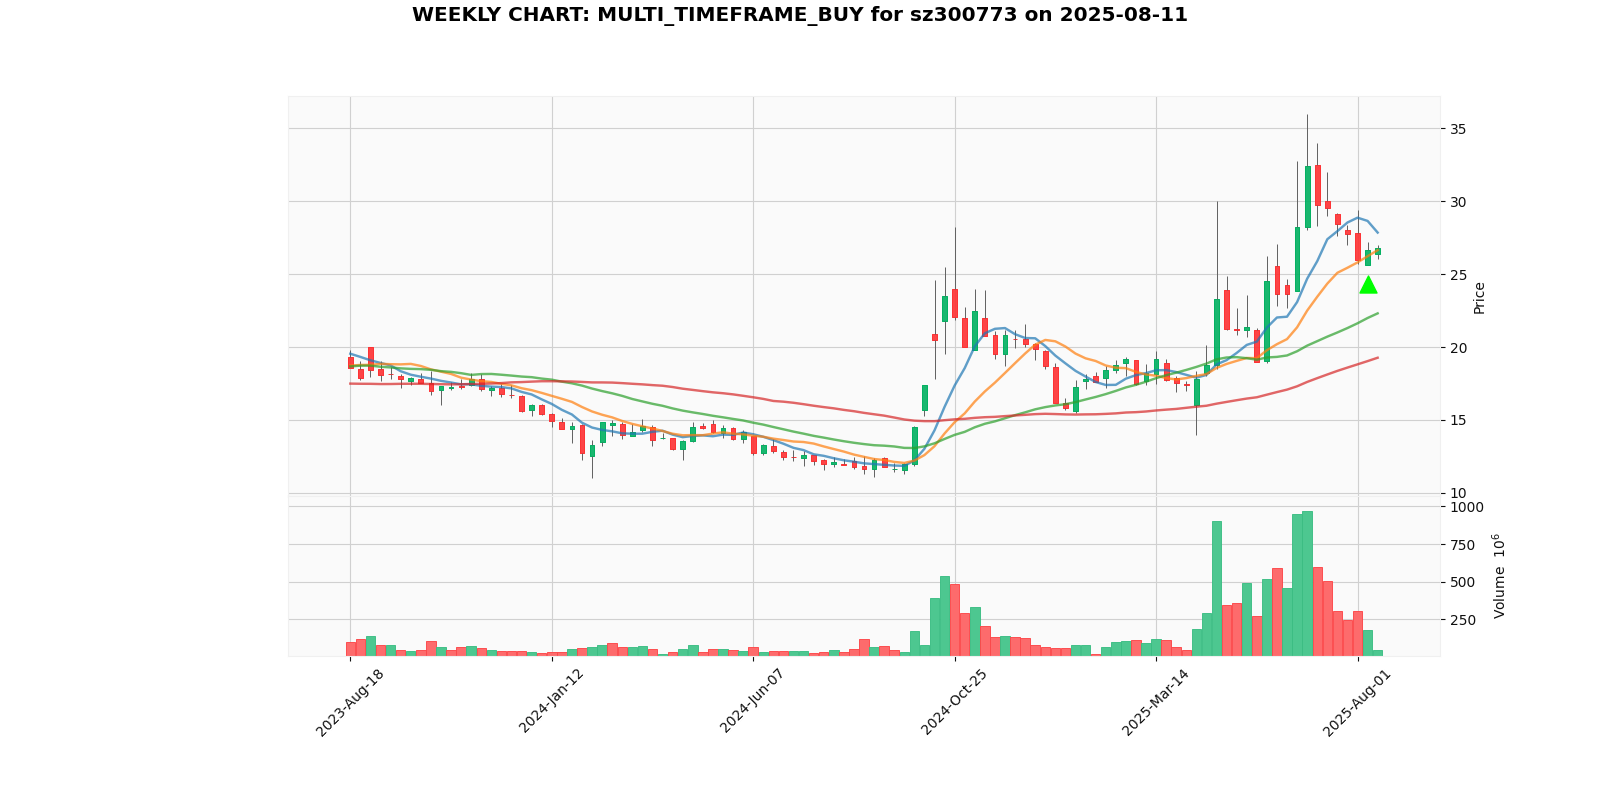 WEEKLY CHART: MULTI_TIMEFRAME_BUY for sz300773 on 2025-08-11
35
30
25
20
15
10
Price
1000
750
500
250
Volume 10^6
2023-Aug-18
2024-Jan-12
2024-Jun-07
2024-Oct-25
2025-Mar-14
2025-Aug-01